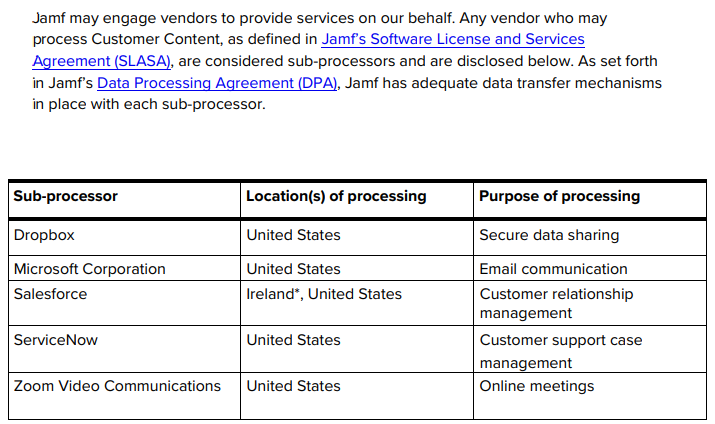 Jamf may engage vendors to provide services on our behalf. Any vendor who may
process Customer Content, as defined in Jamf's Software License and Services
Agreement (SLASA), are considered sub-processors and are disclosed below. As set forth
in Jamf's Data Processing Agreement (DPA), Jamf has adequate data transfer mechanisms
in place with each sub-processor.
Sub-processor Location(s) of processing Purpose of processing
Dropbox United States Secure data sharing
Microsoft Corporation United States Email communication
Salesforce Ireland*, United States Customer relationship
management
ServiceNow United States Customer support case
management
Zoom Video Communications United States Online meetings